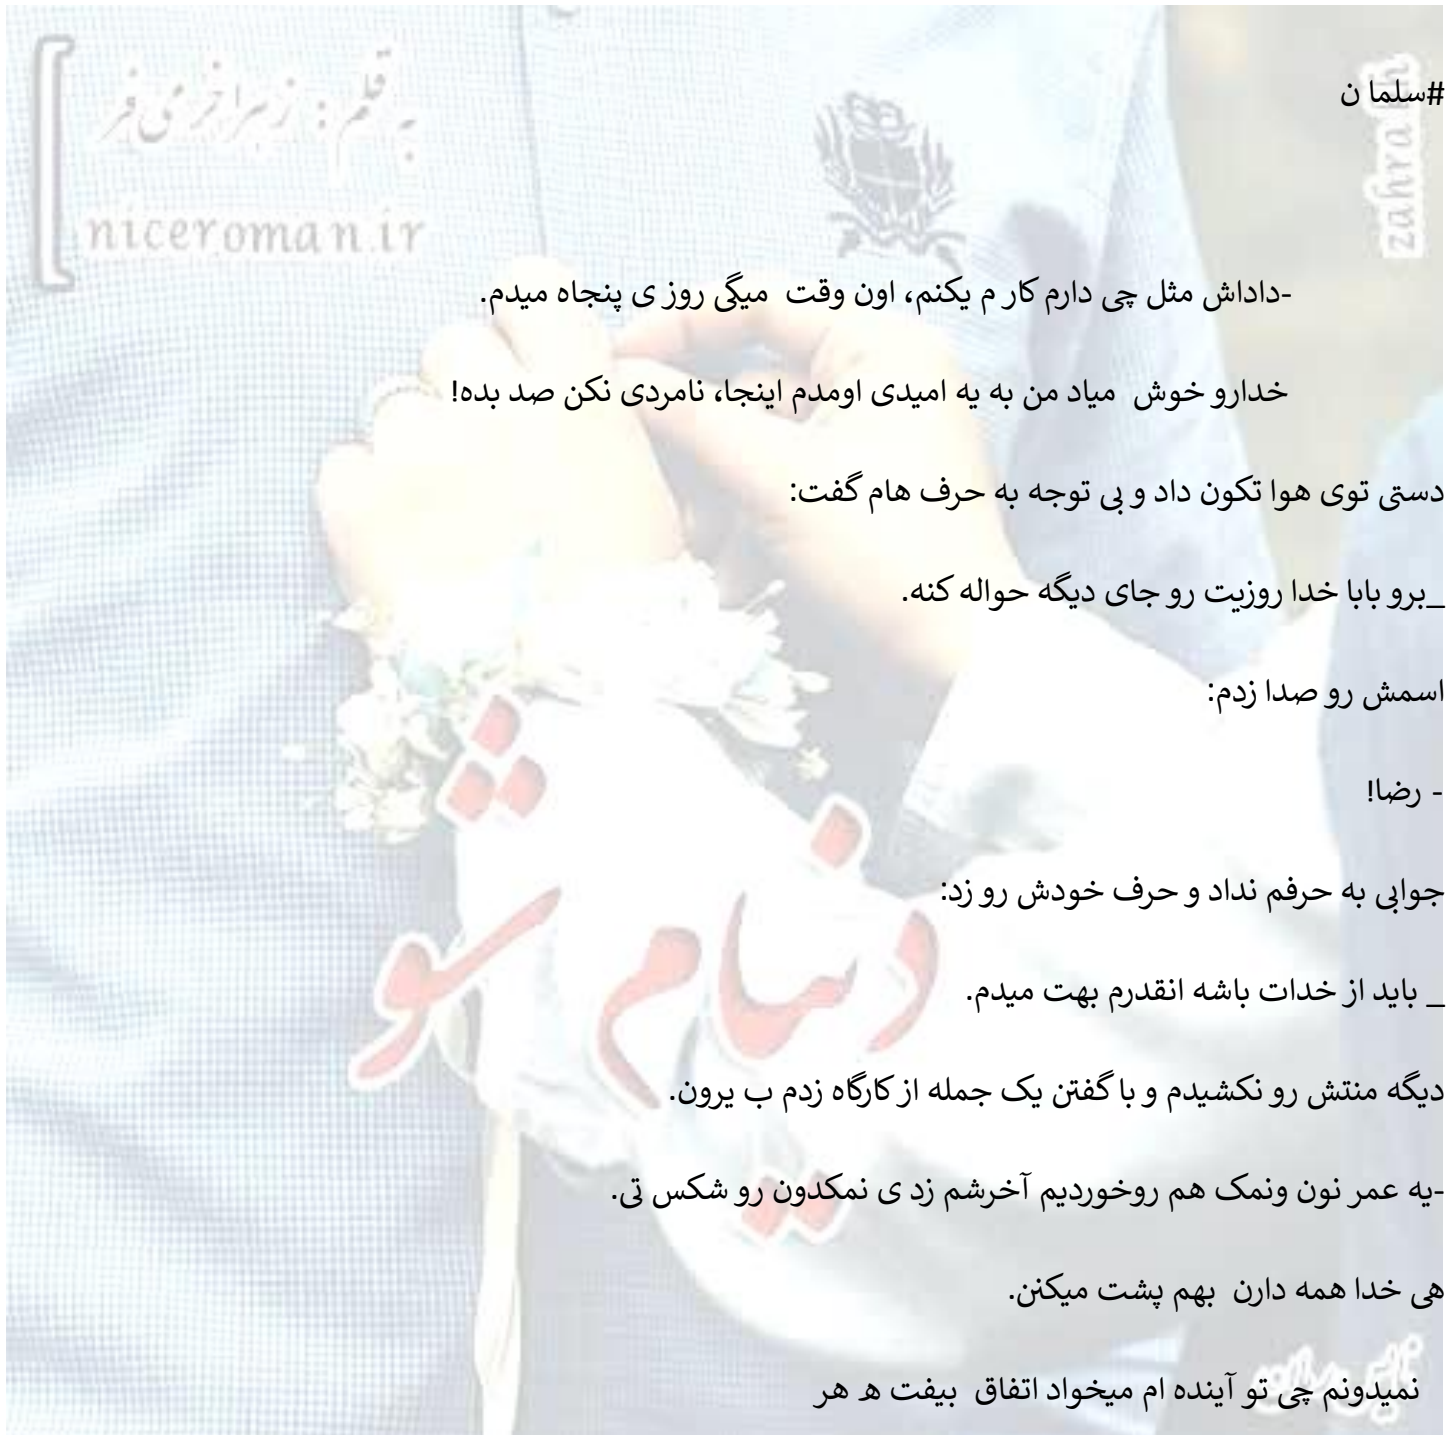 به قلم : زهرا خرمی فر
niceroman.ir
zahra
#سلما ن
-داداش مثل چی دارم کار م یکنم، اون وقت میگی روز ی پنجاه میدم.
خدارو خوش میاد من به یه امیدی اومدم اینجا، نامردی نکن صد بده!
دستی توی هوا تکون داد و بی توجه به حرف هام گفت:
_برو بابا خدا روزیت رو جای دیگه حواله کنه.
اسمش رو صدا زدم:
- رضا!
جوابی به حرفم نداد و حرف خودش رو زد:
دنیام شو
_ باید از خدات باشه انقدرم بهت میدم.
دیگه منتش رو نکشیدم و با گفتن یک جمله از کارگاه زدم ب یرون.
-یه عمر نون ونمک هم روخوردیم آخرشم زد ی نمکدون رو شکس تی.
هی خدا همه دارن بهم پشت میکنن.
نمیدونم چی تو آینده ام میخواد اتفاق بیفت ه هر